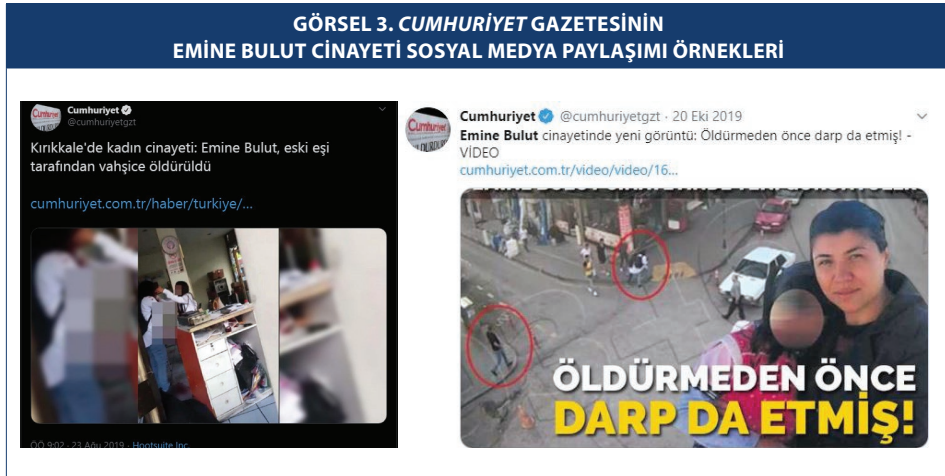 GÖRSEL 3. CUMHURİYET GAZETESİNİN
EMİNE BULUT CİNAYETİ SOSYAL MEDYA PAYLAŞIMI ÖRNEKLERİ
Cumhuriyet
@cumhuriyetgzt
Kırıkkale'de kadın cinayeti: Emine Bulut, eski eşi
tarafından vahşice öldürüldü
cumhuriyet.com.tr/haber/turkiye/...
ÖÖ 9:02 · 23 Ağu 2019 · Hootsuite Inc.
Cumhuriyet @cumhuriyetgzt · 20 Eki 2019
Emine Bulut cinayetinde yeni görüntü: Öldürmeden önce darp da etmiş! -
VİDEO
cumhuriyet.com.tr/video/video/16...
ÖLDÜRMEDEN ÖNCE
DARP DA ETMİŞ!